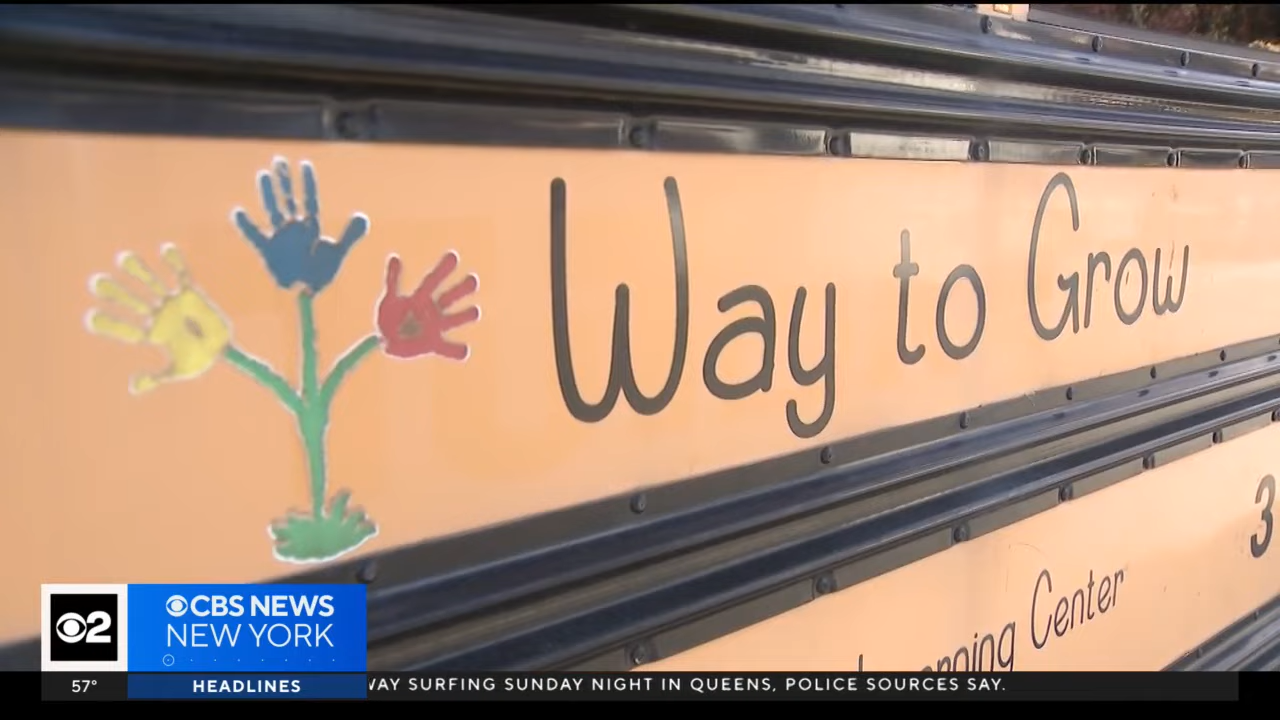 Way to Grow
3
Center
2
CBS NEWS
NEW YORK
57°
HEADLINES
SURFING SUNDAY NIGHT IN QUEENS, POLICE SOURCES SAY.